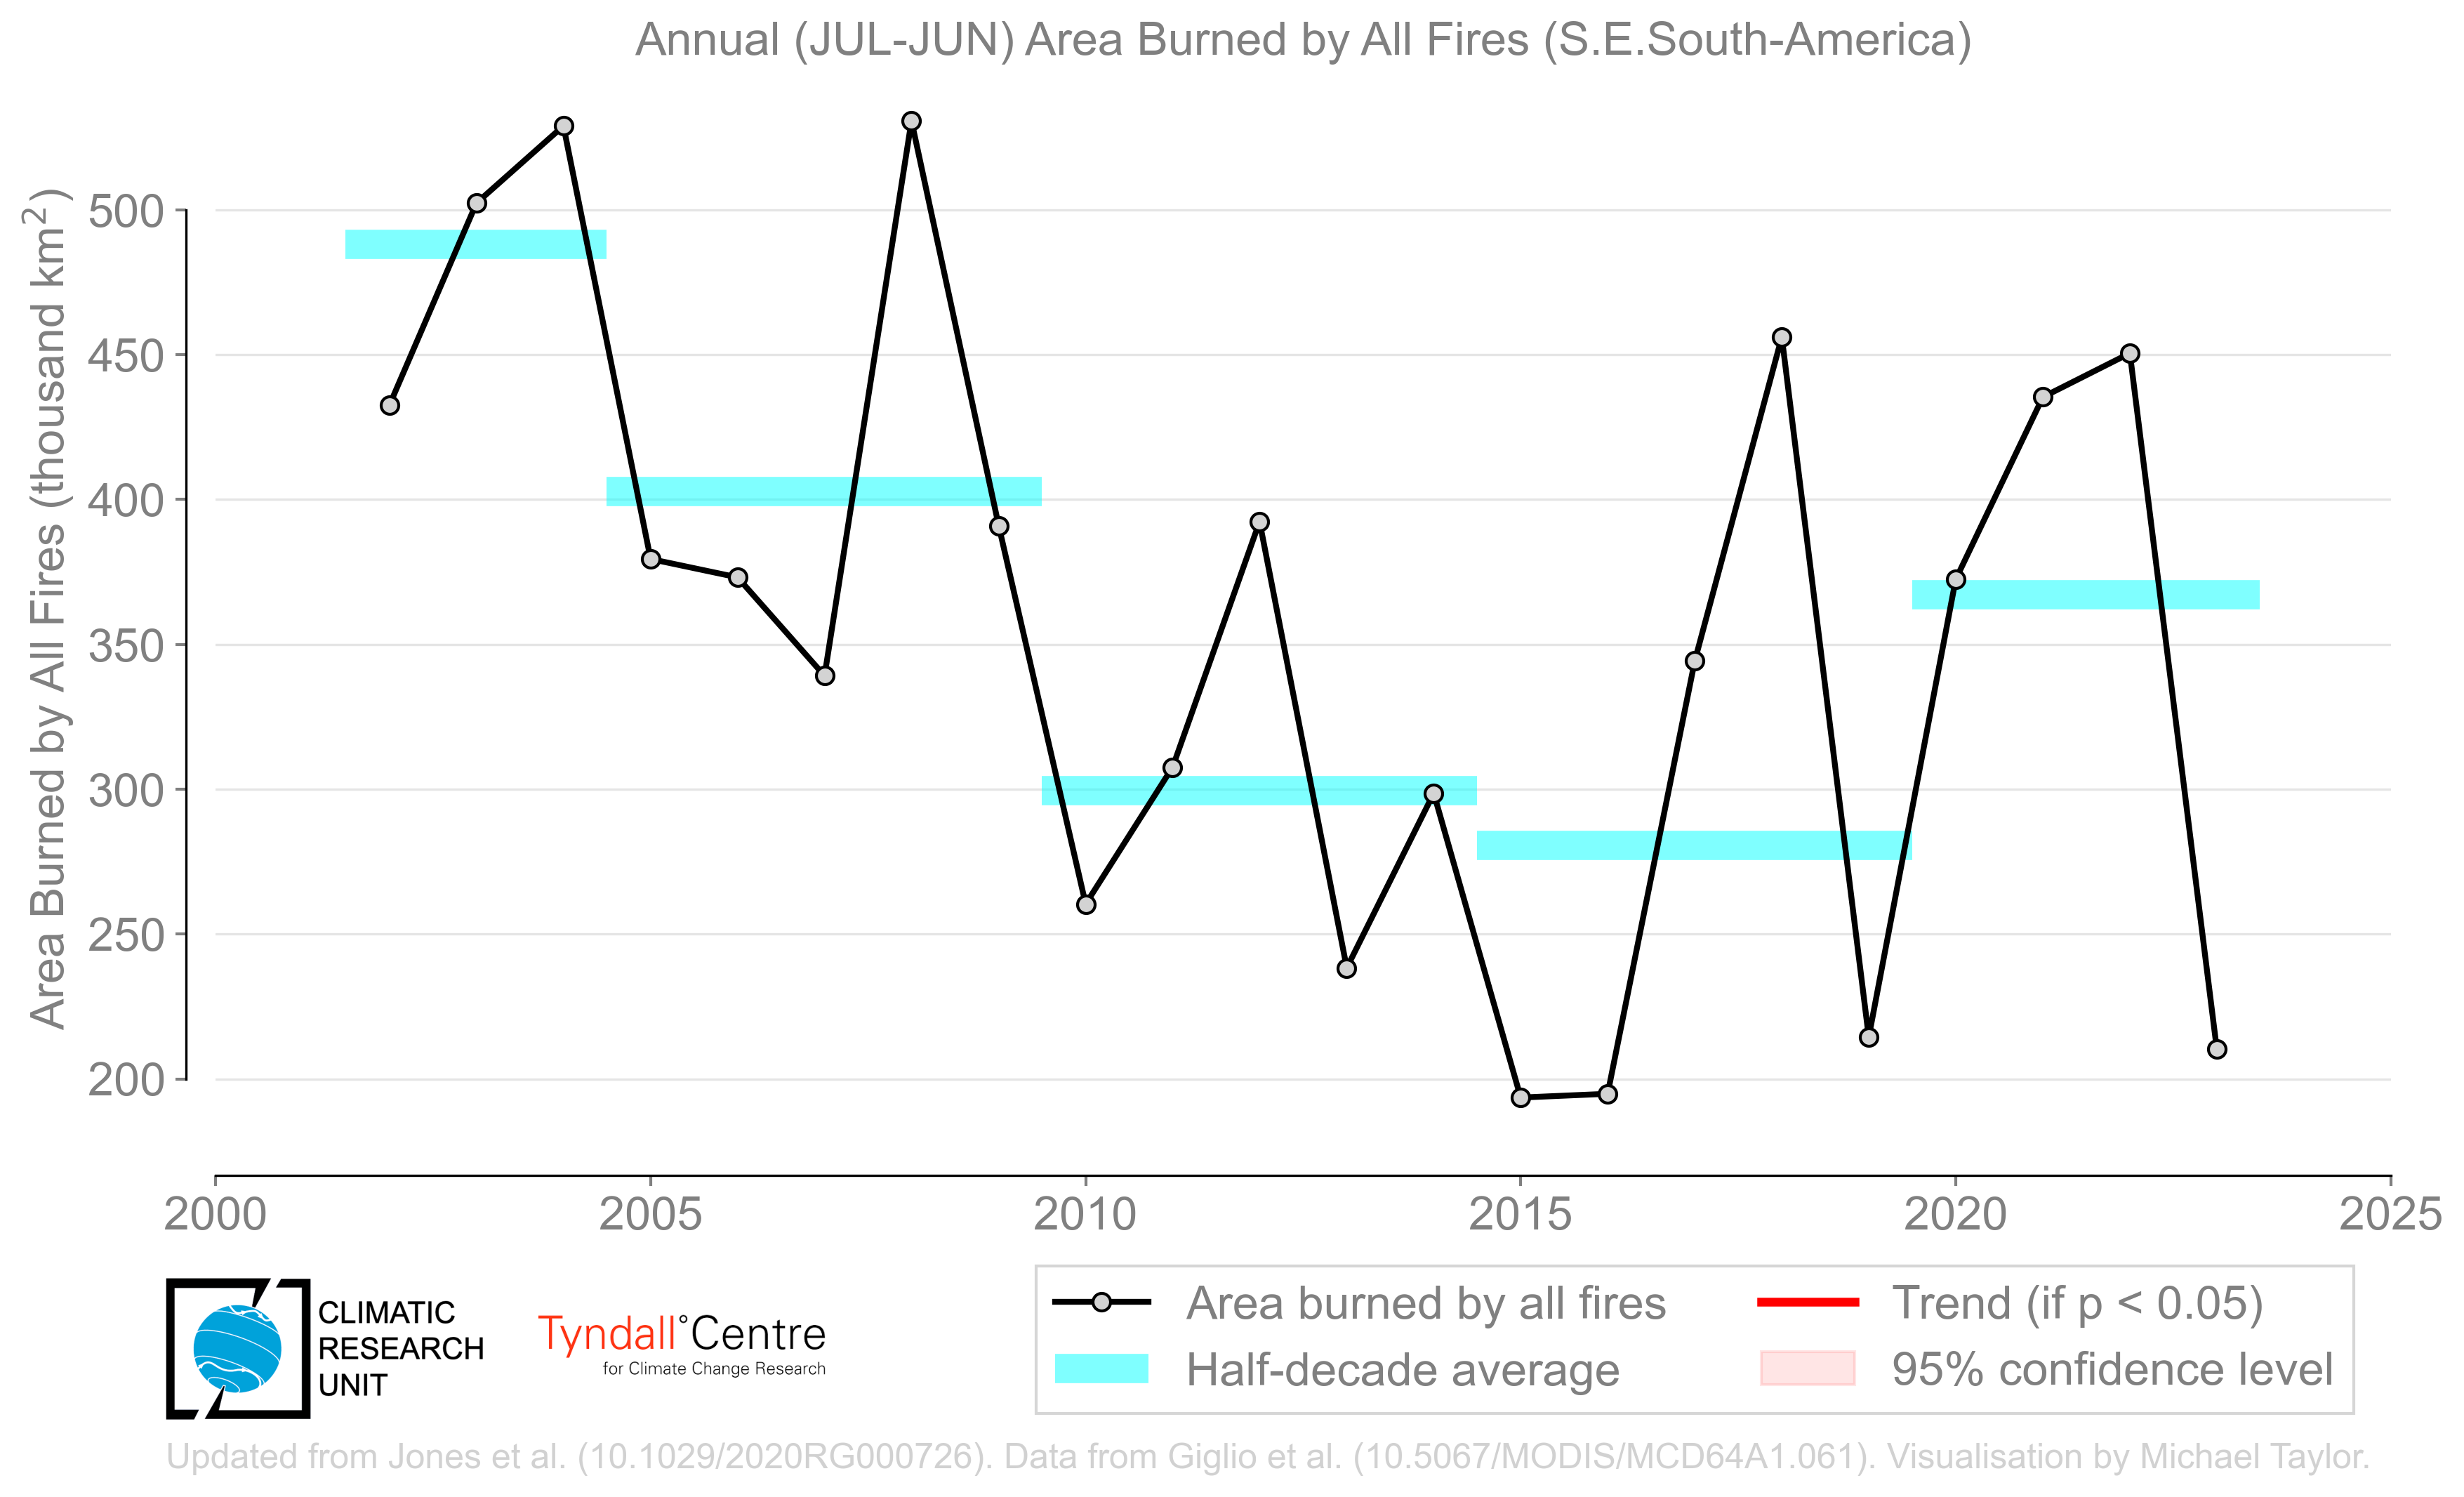 Annual (JUL-JUN) Area Burned by All Fires (S.E.South-America)
Area Burned by All Fires (thousand km²)
500
450
400
350
300
250
200
2000
2005
2010
2015
2020
2025
Area burned by all fires
Half-decade average
Trend (if p < 0.05)
95% confidence level
CLIMATIC
RESEARCH
UNIT
Tyndall°Centre
for Climate Change Research
Updated from Jones et al. (10.1029/2020RG000726). Data from Giglio et al. (10.5067/MODIS/MCD64A1.061). Visualisation by Michael Taylor.